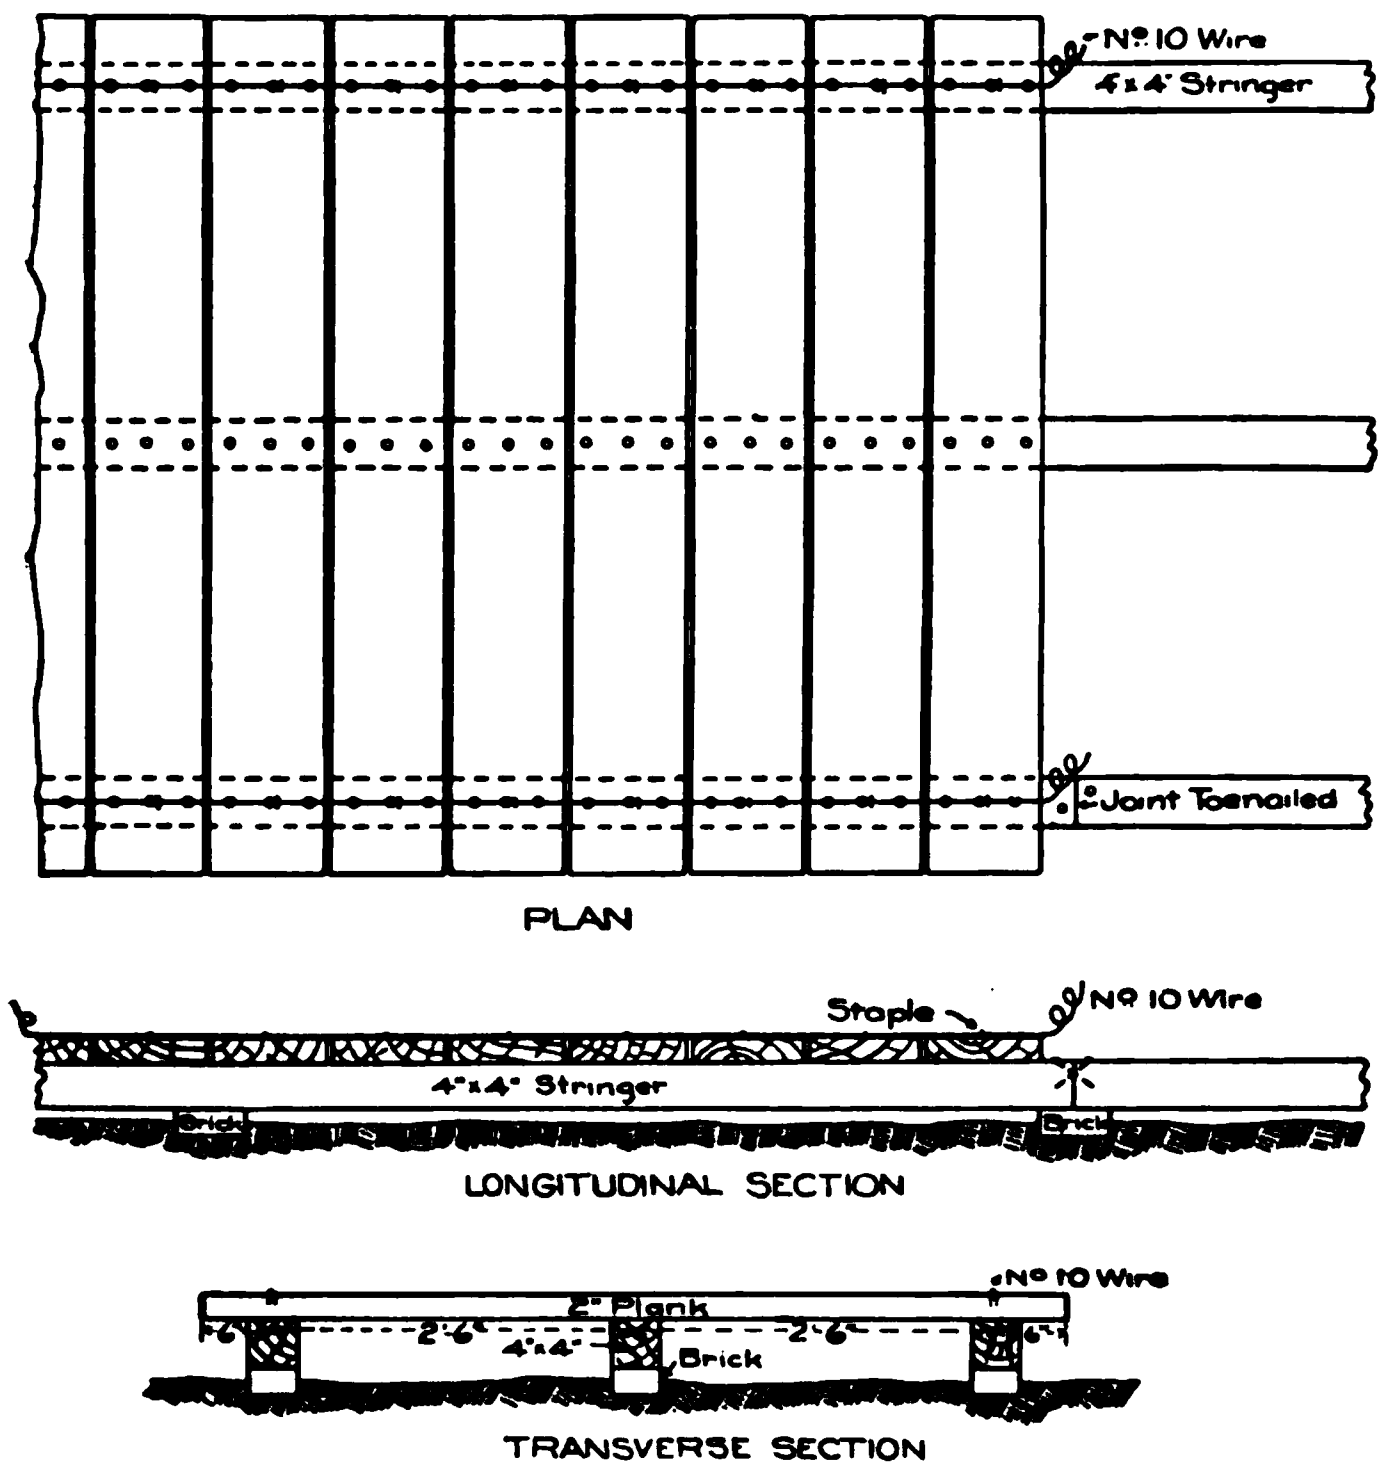 Nº 10 Wire
4"x4" Stringer
Joint Toenailed
PLAN
Staple
Nº 10 Wire
4"x4" Stringer
Brick
Brick
LONGITUDINAL SECTION
Nº 10 Wire
2" Plank
6" 2'-6" 2'-6" 6"
4"x4"
Brick
TRANSVERSE SECTION